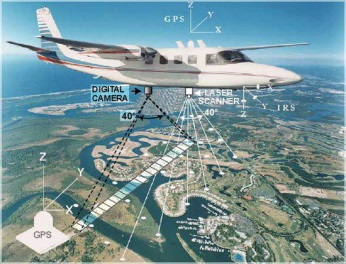 Z
GPS
Y
X
DIGITAL
CAMERA
LASER
SCANNER
40°
40°
Y
X
IRS
Z
Z
Y
X
GPS